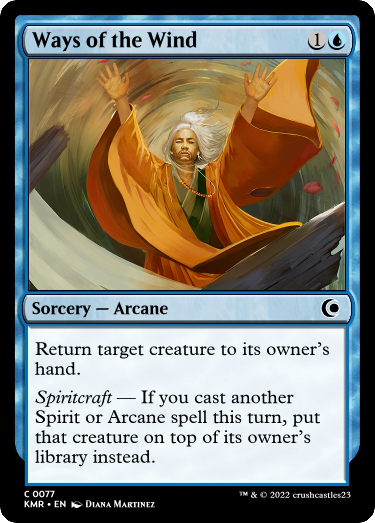 Ways of the Wind 1
Sorcery — Arcane
Return target creature to its owner's
hand.
Spiritcraft — If you cast another
Spirit or Arcane spell this turn, put
that creature on top of its owner's
library instead.
C 0077
KMR • EN Diana Martinez
™ & © 2022 crushcastles23